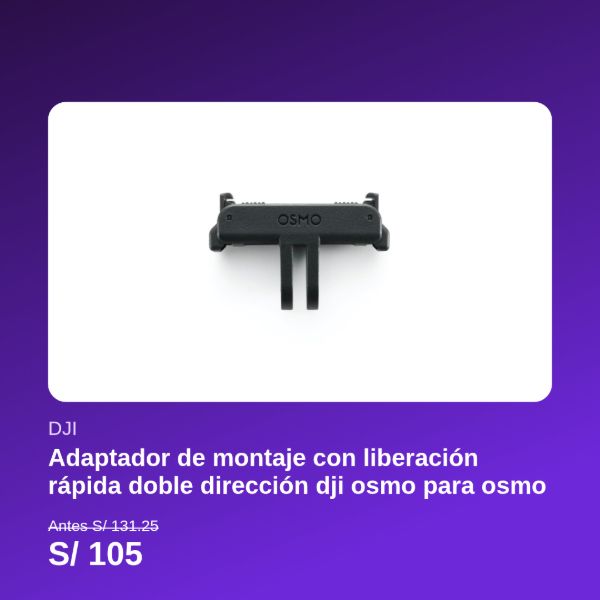 OSMO
DJI
Adaptador de montaje con liberación
rápida doble dirección dji osmo para osmo
Antes S/ 131.25
S/ 105